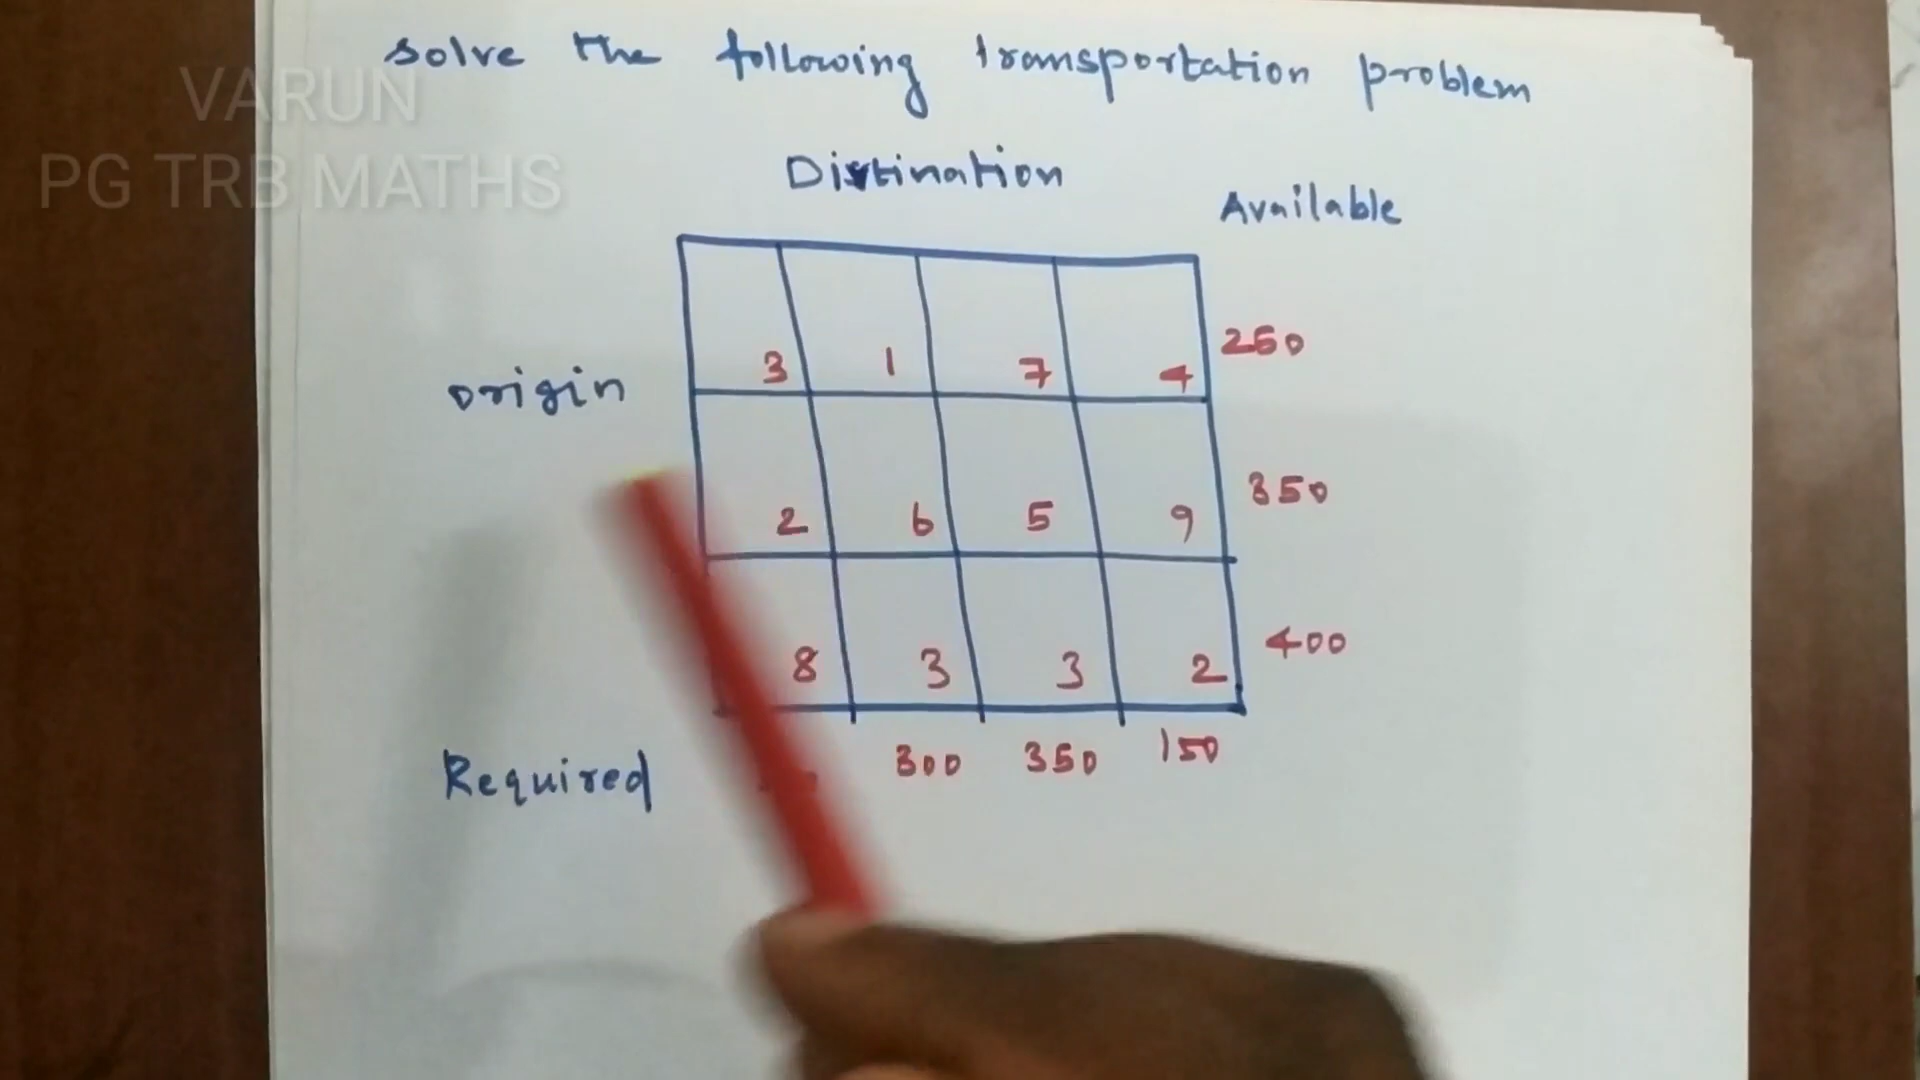 solve the following transportation problem
VARUN
PG TRB MATHS
Distination
Available
3 1 7 4 250
Origin
2 6 5 9 350
8 3 3 2 400
Required 300 350 150